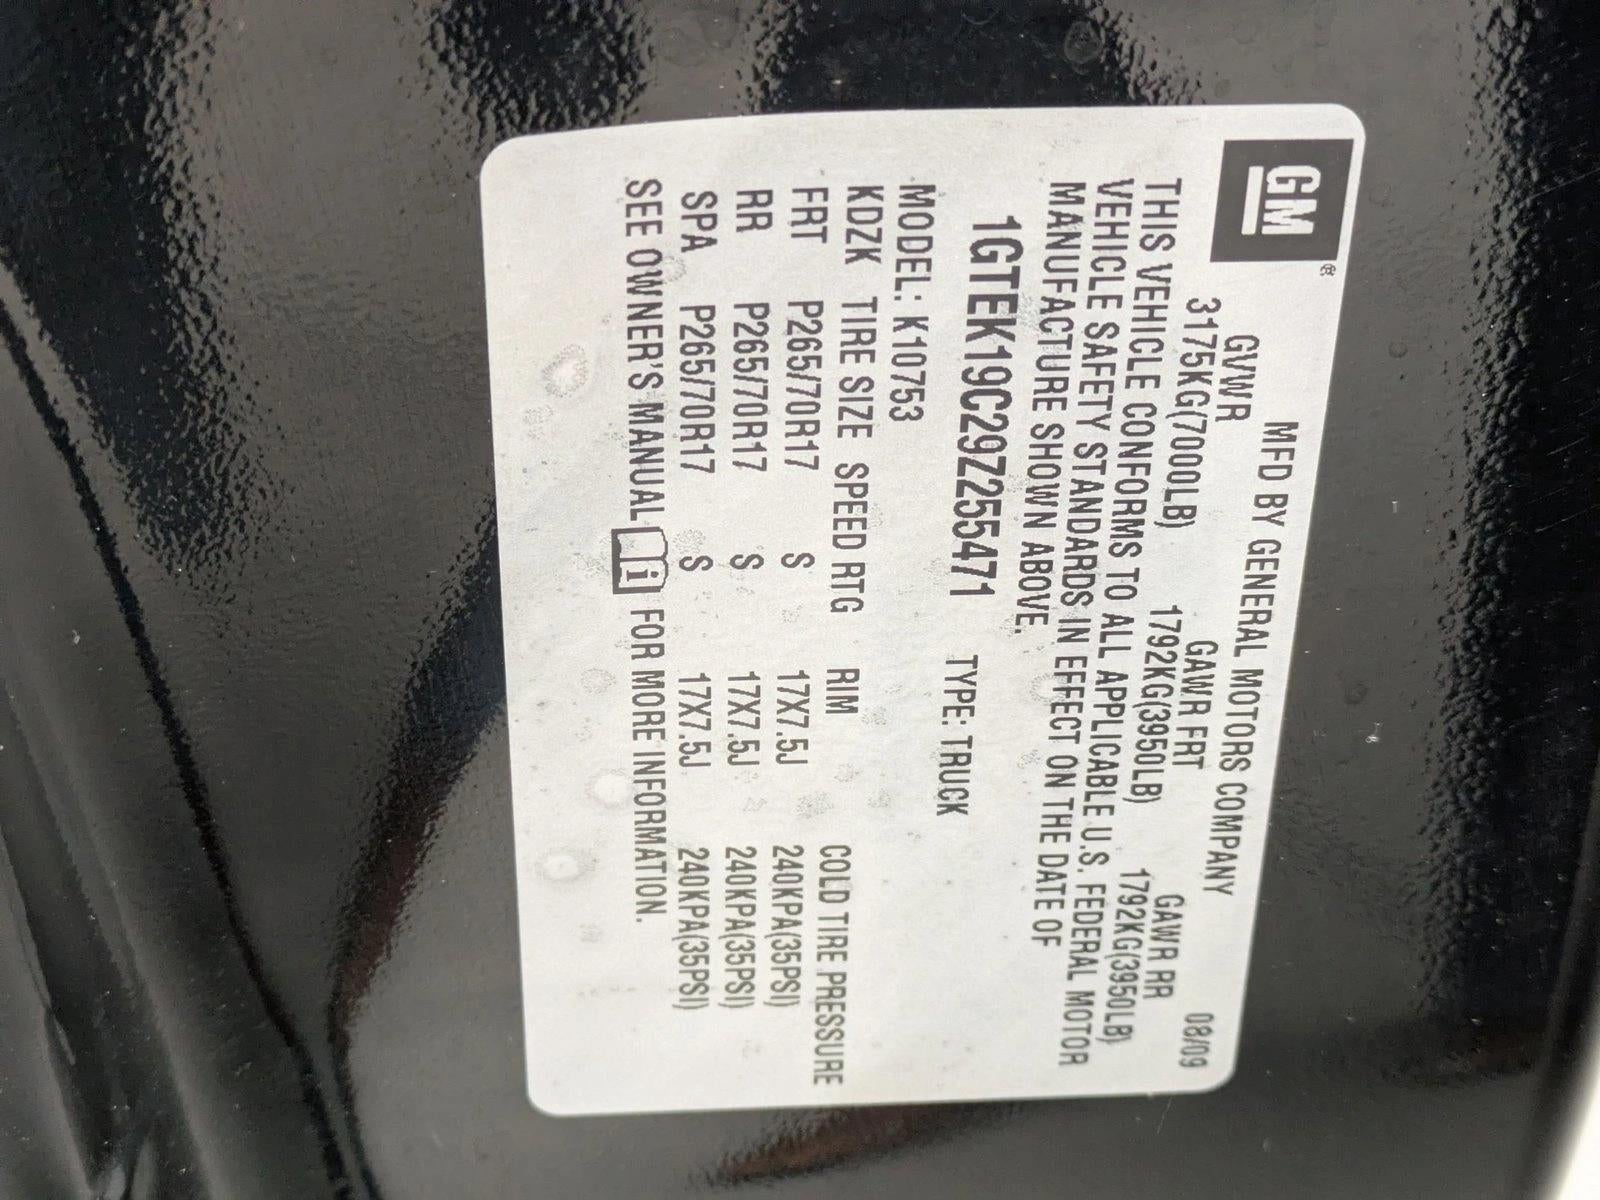 GM®
MFD BY GENERAL MOTORS COMPANY 08/09
GVWR GAWR FRT GAWR RR
3175KG(7000LB) 1792KG(3950LB) 1792KG(3950LB)
THIS VEHICLE CONFORMS TO ALL APPLICABLE U.S. FEDERAL MOTOR
VEHICLE SAFETY STANDARDS IN EFFECT ON THE DATE OF
MANUFACTURE SHOWN ABOVE.
1GTEK19C29Z255471 TYPE: TRUCK
MODEL: K10753
KDZK TIRE SIZE SPEED RTG RIM COLD TIRE PRESSURE
FRT P265/70R17 S 17X7.5J 240KPA(35PSI)
RR P265/70R17 S 17X7.5J 240KPA(35PSI)
SPA P265/70R17 S 17X7.5J 240KPA(35PSI)
SEE OWNER'S MANUAL i FOR MORE INFORMATION.